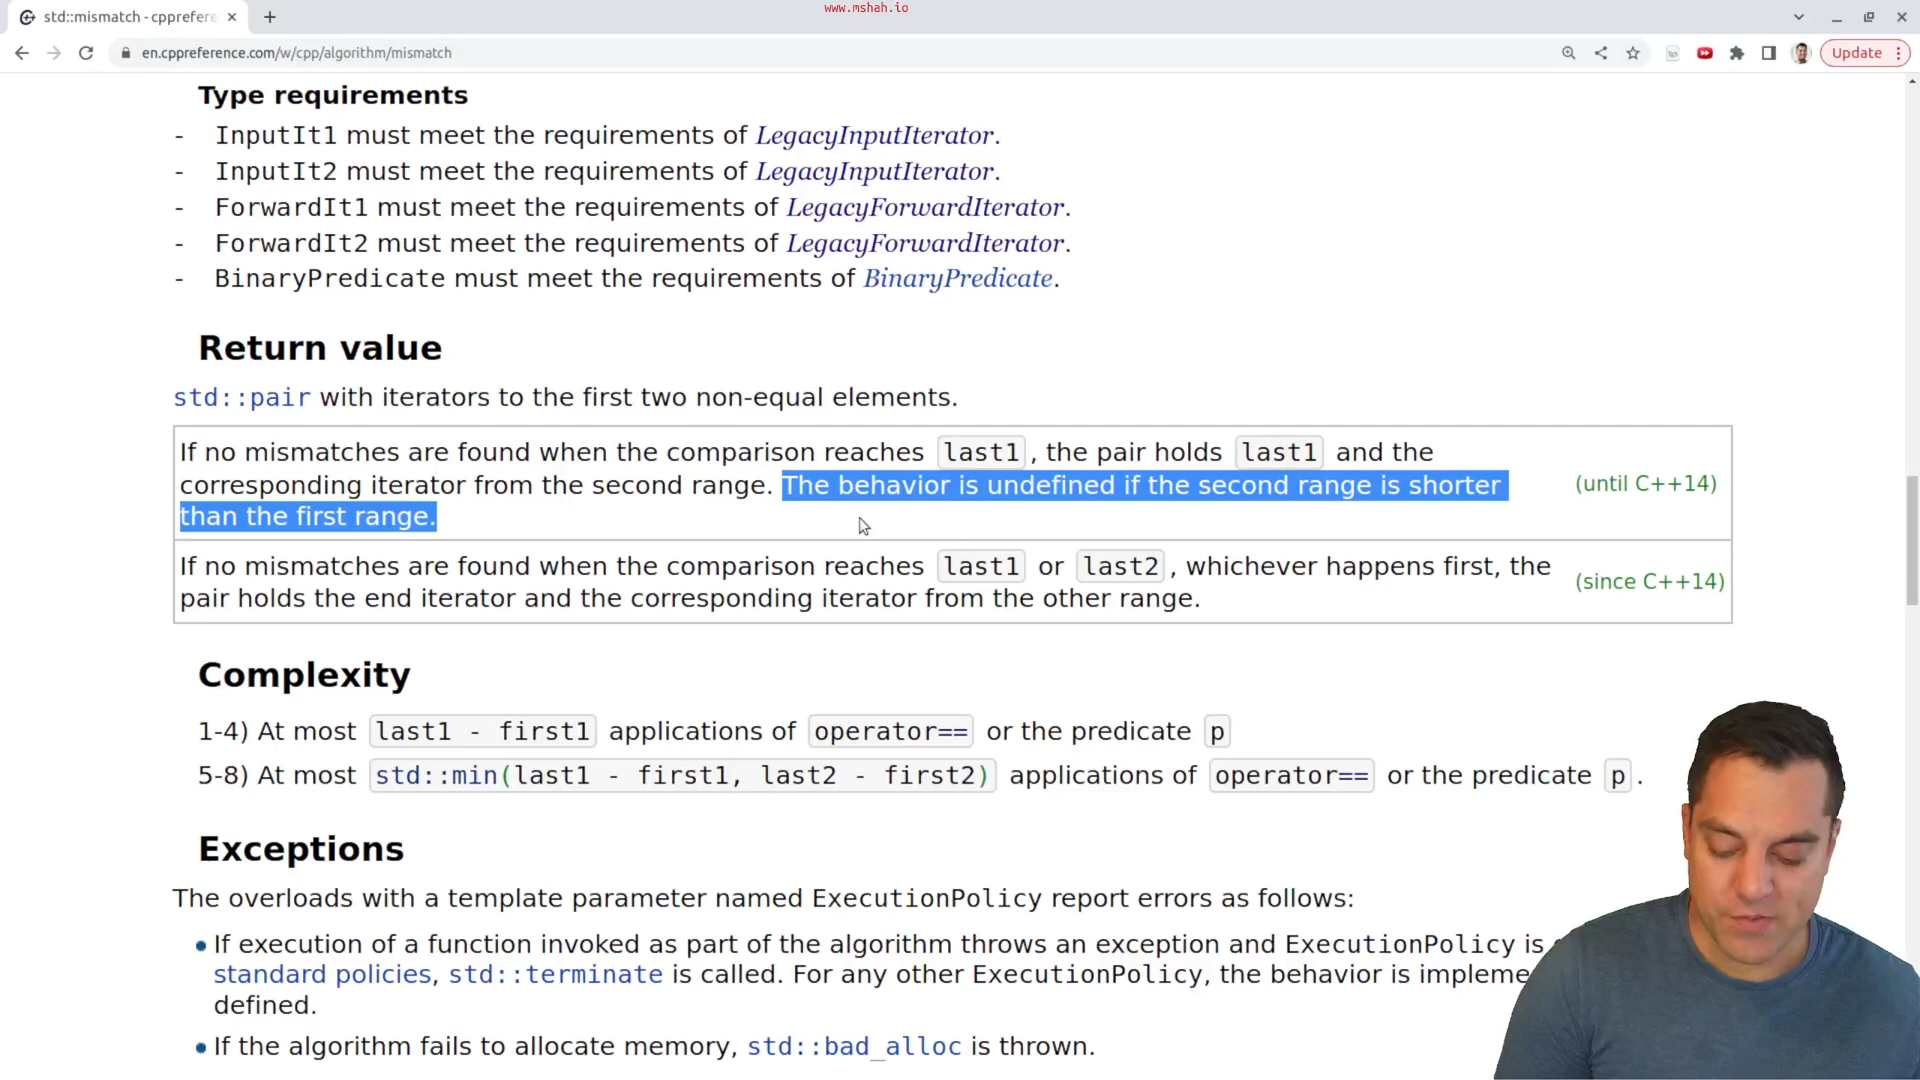 std::mismatch - cpprefere
www.mshah.io
en.cppreference.com/w/cpp/algorithm/mismatch
Update
Type requirements
- InputIt1 must meet the requirements of LegacyInputIterator.
- InputIt2 must meet the requirements of LegacyInputIterator.
- ForwardIt1 must meet the requirements of LegacyForwardIterator.
- ForwardIt2 must meet the requirements of LegacyForwardIterator.
- BinaryPredicate must meet the requirements of BinaryPredicate.
Return value
std::pair with iterators to the first two non-equal elements.
If no mismatches are found when the comparison reaches last1, the pair holds last1 and the
corresponding iterator from the second range. The behavior is undefined if the second range is shorter
(until C++14)
than the first range.
If no mismatches are found when the comparison reaches last1 or last2, whichever happens first, the
(since C++14)
pair holds the end iterator and the corresponding iterator from the other range.
Complexity
1-4) At most last1 - first1 applications of operator== or the predicate p
5-8) At most std::min(last1 - first1, last2 - first2) applications of operator== or the predicate p.
Exceptions
The overloads with a template parameter named ExecutionPolicy report errors as follows:
• If execution of a function invoked as part of the algorithm throws an exception and ExecutionPolicy is
standard policies, std::terminate is called. For any other ExecutionPolicy, the behavior is impleme
defined.
• If the algorithm fails to allocate memory, std::bad_alloc is thrown.